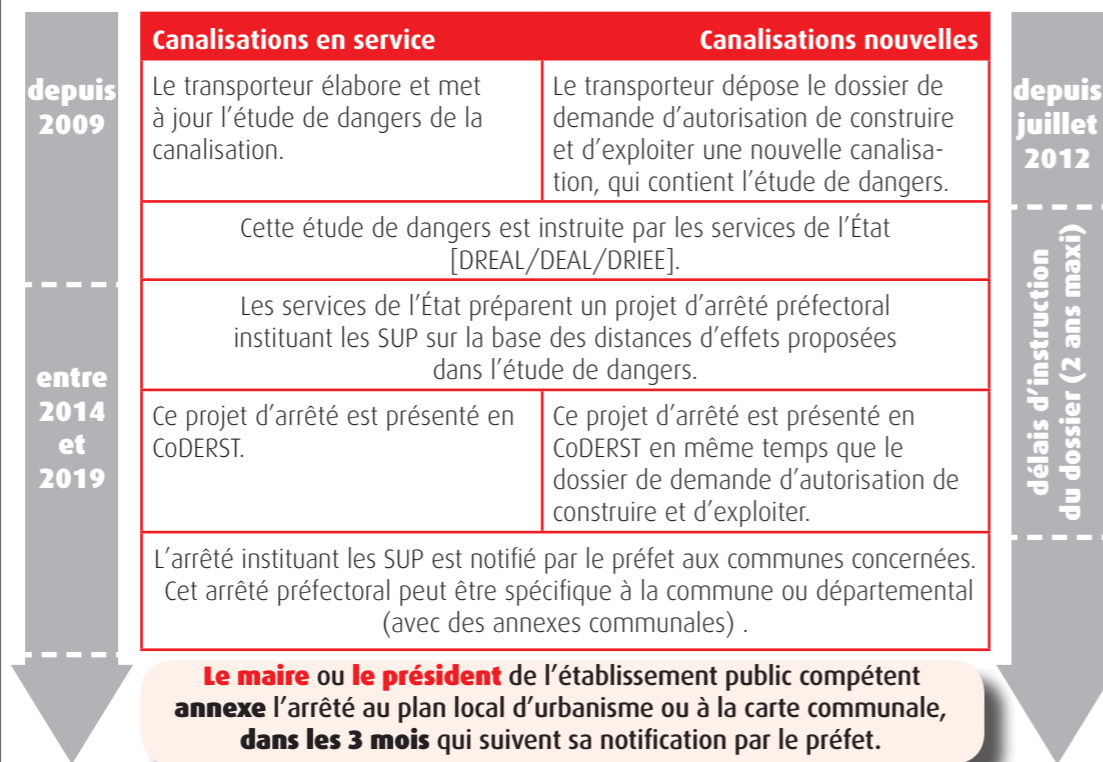 depuis
2009
entre
2014
et
2019
Canalisations en service
Canalisations nouvelles
Le transporteur élabore et met
à jour l'étude de dangers de la
canalisation.
Le transporteur dépose le dossier de
demande d'autorisation de construire
et d'exploiter une nouvelle canalisa-
tion, qui contient l'étude de dangers.
Cette étude de dangers est instruite par les services de l'État
[DREAL/DEAL/DRIEE].
Les services de l'État préparent un projet d'arrêté préfectoral
instituant les SUP sur la base des distances d'effets proposées
dans l'étude de dangers.
Ce projet d'arrêté est présenté en
CoDERST.
Ce projet d'arrêté est présenté en
CoDERST en même temps que le
dossier de demande d'autorisation de
construire et d'exploiter.
L'arrêté instituant les SUP est notifié par le préfet aux communes concernées.
Cet arrêté préfectoral peut être spécifique à la commune ou départemental
(avec des annexes communales) .
Le maire ou le président de l'établissement public compétent
annexe l'arrêté au plan local d'urbanisme ou à la carte communale,
dans les 3 mois qui suivent sa notification par le préfet.
depuis
juillet
2012
délais d'instruction
du dossier (2 ans maxi)